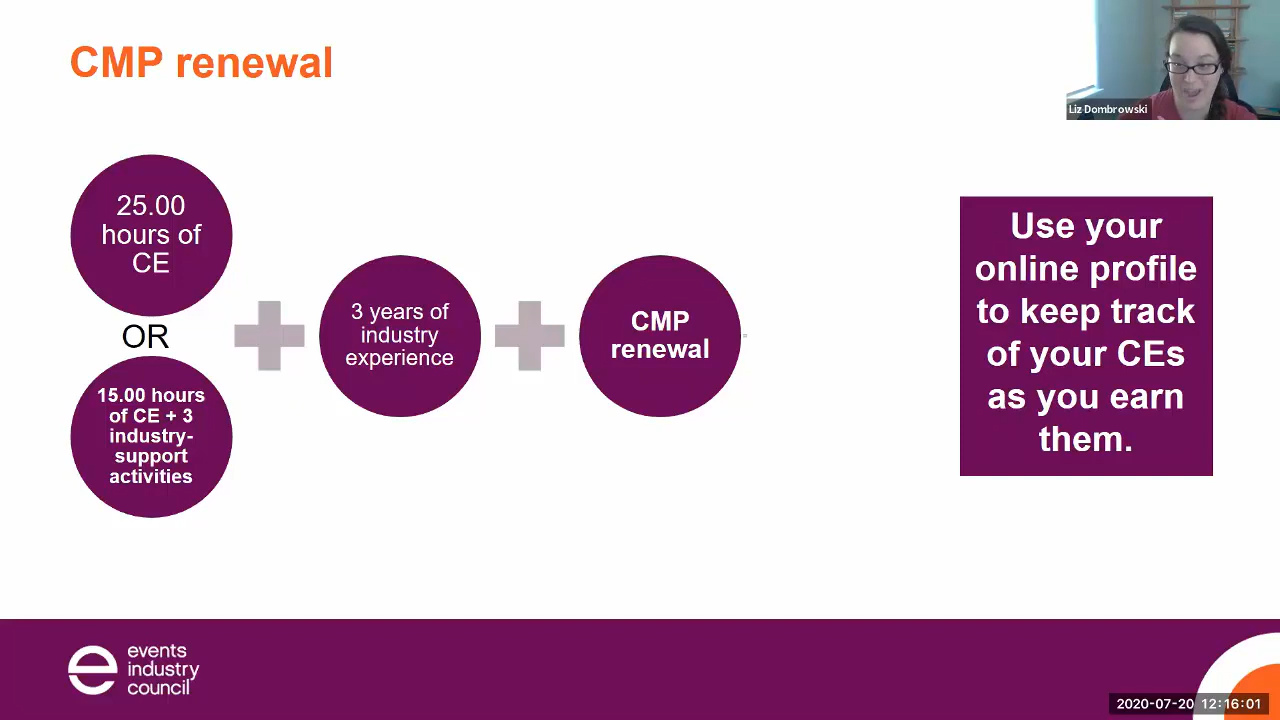 CMP renewal
Liz Dombrowski
25.00
hours of
CE
OR
15.00 hours
of CE + 3
industry-
support
activities
3 years of
industry
experience
CMP
renewal
Use your
online profile
to keep track
of your CEs
as you earn
them.
events
industry
council
2020-07-20 12:16:01